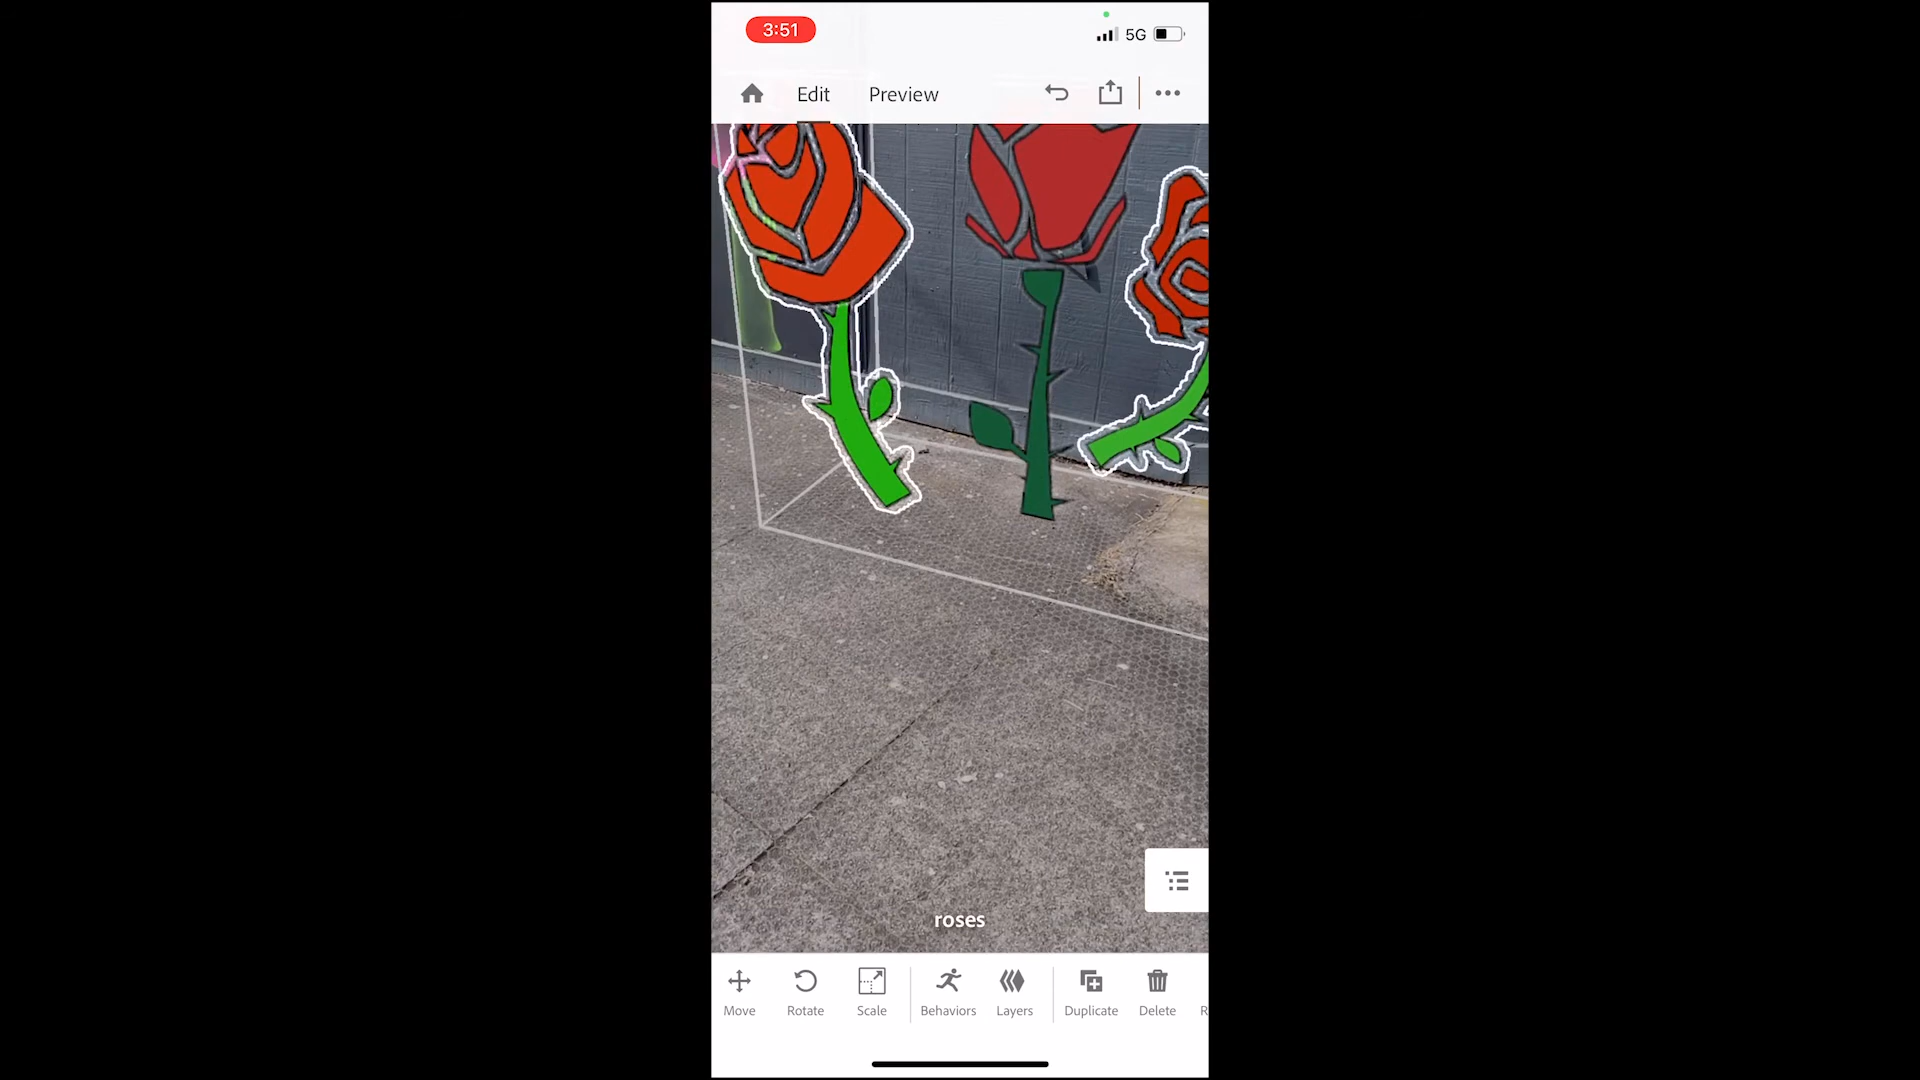 3:51
5G
Edit Preview
roses
Move Rotate Scale Behaviors Layers Duplicate Delete R